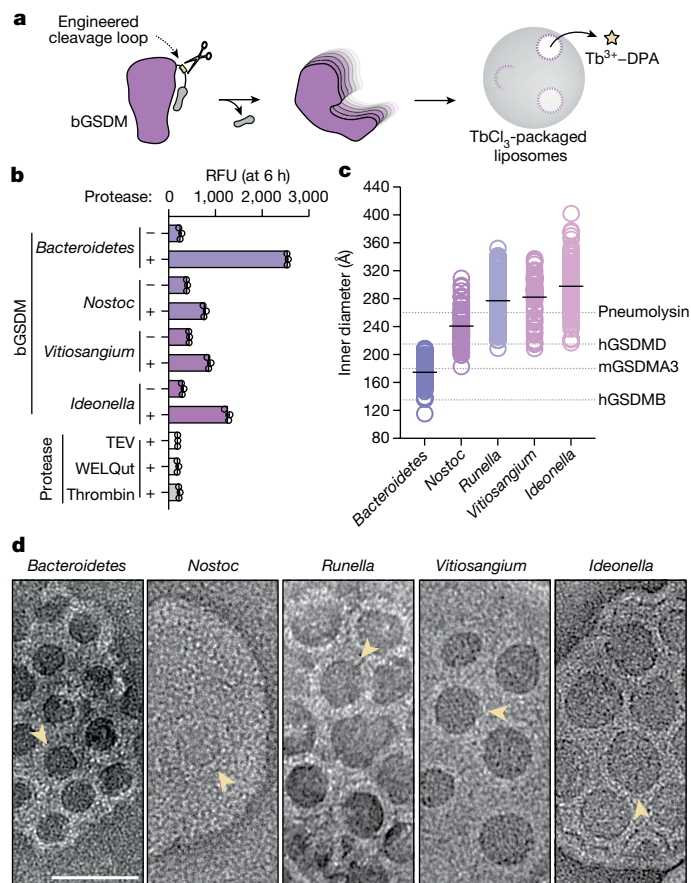 a
Engineered
cleavage loop
bGSDM
Tb3+–DPA
TbCl3-packaged
liposomes
b
RFU (at 6 h)
Protease:
0
1,000
2,000
3,000
bGSDM
Bacteroidetes
−
+
Nostoc
−
+
Vitiosangium
−
+
Ideonella
−
+
Protease
TEV +
WELQut +
Thrombin +
c
Inner diameter (Å)
440
400
360
320
280
240
200
160
120
80
Pneumolysin
hGSDMD
mGSDMA3
hGSDMB
Bacteroidetes
Nostoc
Runella
Vitiosangium
Ideonella
d
Bacteroidetes
Nostoc
Runella
Vitiosangium
Ideonella